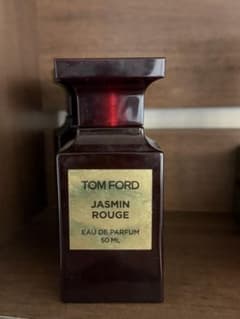 TOM FORD
JASMIN
ROUGE
EAU DE PARFUM
50 ML